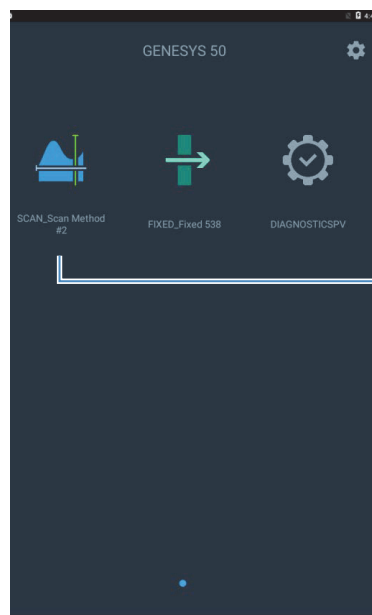 GENESYS 50
SCAN_Scan Method
#2
FIXED_Fixed 538
DIAGNOSTICSPV